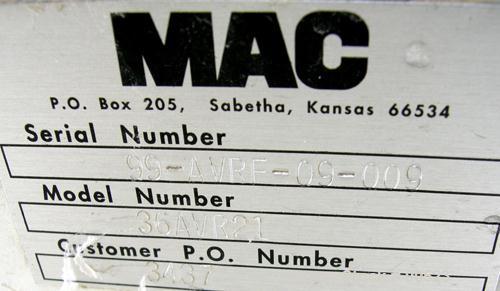 MAC
P.O. Box 205, Sabetha, Kansas 66534
Serial Number
99-AVRF-09-009
Model Number
36AVR21
Customer P.O. Number
3437